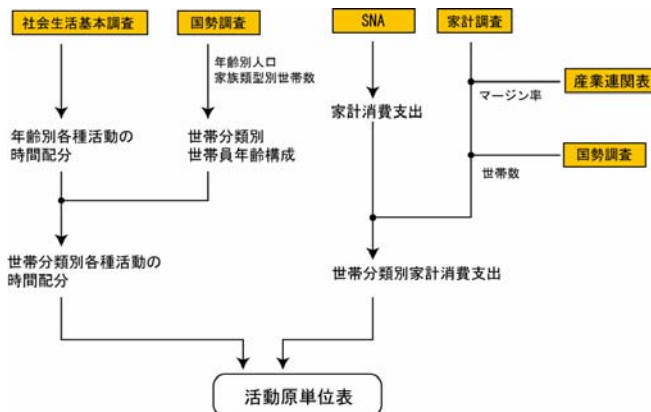 社会生活基本調査
国勢調査
SNA
家計調査
年齢別人口
家族類型別世帯数
産業連関表
マージン率
家計消費支出
年齢別各種活動の
時間配分
世帯分類別
世帯員年齢構成
国勢調査
世帯数
世帯分類別各種活動の
時間配分
世帯分類別家計消費支出
活動原単位表